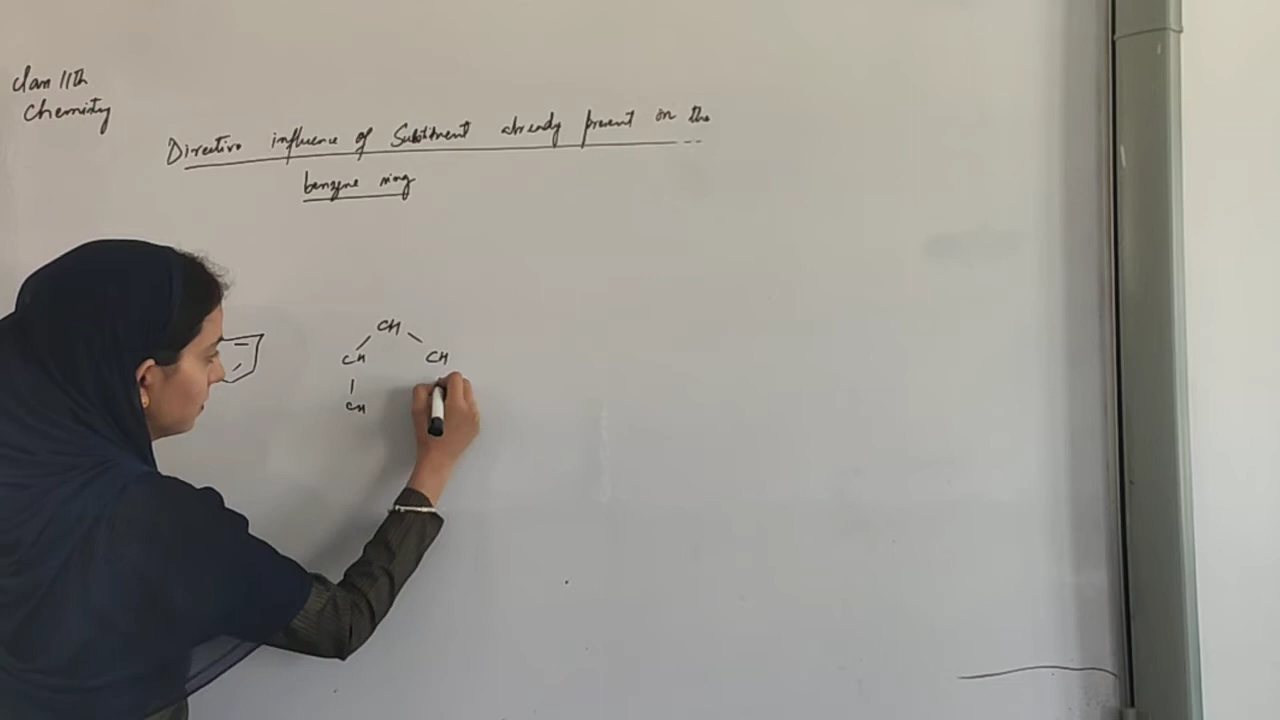 Class 11th
Chemistry
Directive influence of Substituent already present on the
benzene ring
CH
CH CH
CH